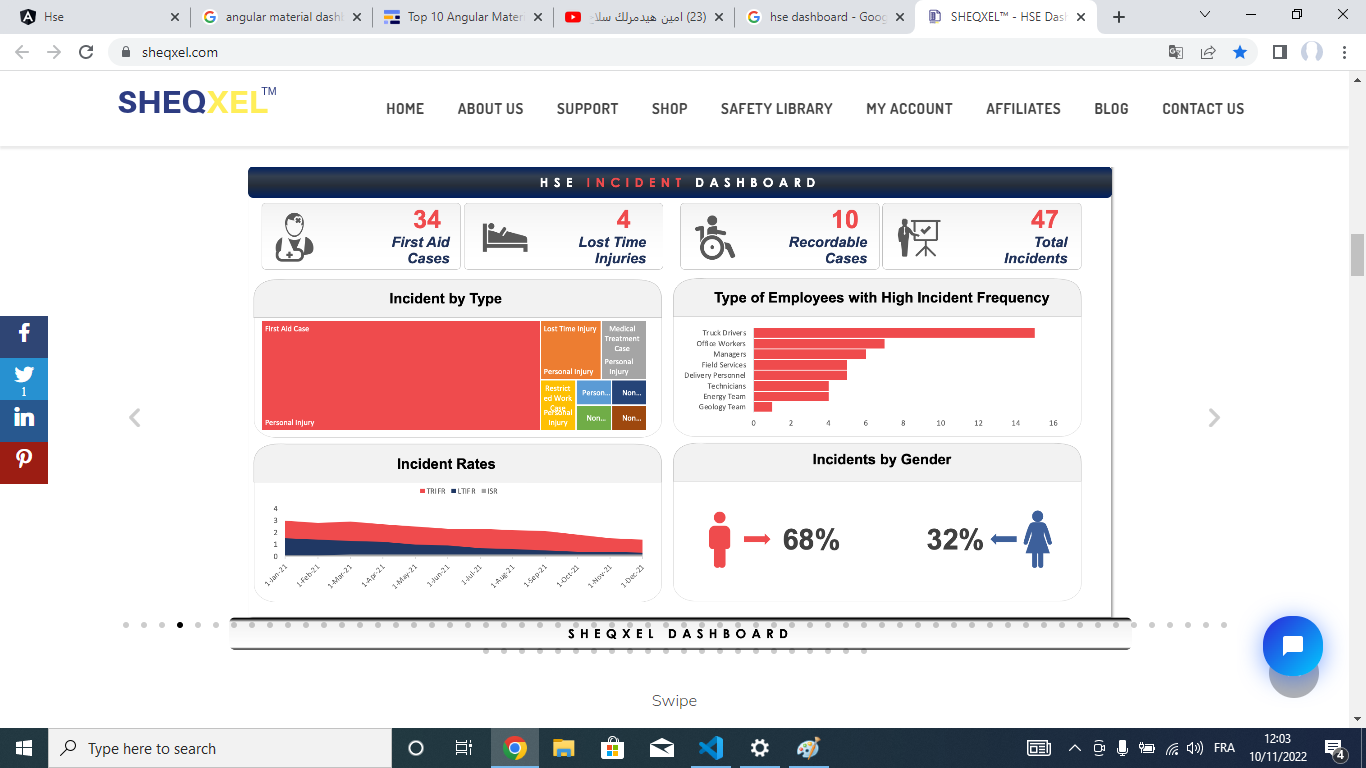 Hse
angular material dashl
Top 10 Angular Mater
(23) امين هيدمرلك سلاح
hse dashboard - Goog
SHEQXEL™ - HSE Das
sheqxel.com
SHEQXEL™
HOME ABOUT US SUPPORT SHOP SAFETY LIBRARY MY ACCOUNT AFFILIATES BLOG CONTACT US
HSE INCIDENT DASHBOARD
34
First Aid
Cases
4
Lost Time
Injuries
10
Recordable
Cases
47
Total
Incidents
Incident by Type
First Aid Case
Personal Injury
Lost Time Injury
Personal Injury
Medical
Treatment
Case
Personal
Injury
Restrict
ed Work
Case
Personal
Injury
Person...
Non...
Non...
Non...
Type of Employees with High Incident Frequency
Truck Drivers
Office Workers
Managers
Field Services
Delivery Personnel
Technicians
Energy Team
Geology Team
0 2 4 6 8 10 12 14 16
Incident Rates
TRIFR LTIFR ISR
4
3
2
1
0
1-Jan-21 1-Feb-21 1-Mar-21 1-Apr-21 1-May-21 1-Jun-21 1-Jul-21 1-Aug-21 1-Sep-21 1-Oct-21 1-Nov-21 1-Dec-21
Incidents by Gender
68%
32%
1
SHEQXEL DASHBOARD
Swipe
Type here to search
FRA
12:03
10/11/2022
4